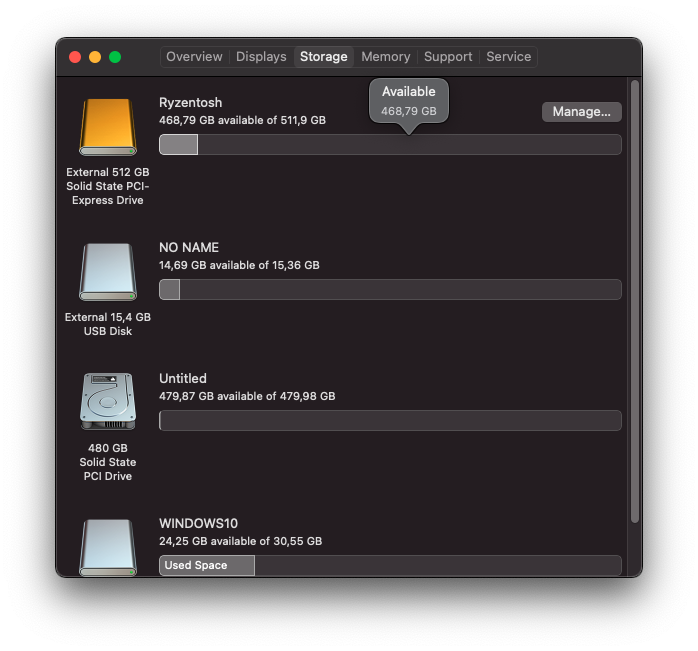 Overview Displays Storage Memory Support Service
Available
468,79 GB
Ryzentosh
468,79 GB available of 511,9 GB
Manage...
External 512 GB
Solid State PCI-
Express Drive
NO NAME
14,69 GB available of 15,36 GB
External 15,4 GB
USB Disk
Untitled
479,87 GB available of 479,98 GB
480 GB
Solid State
PCI Drive
WINDOWS10
24,25 GB available of 30,55 GB
Used Space